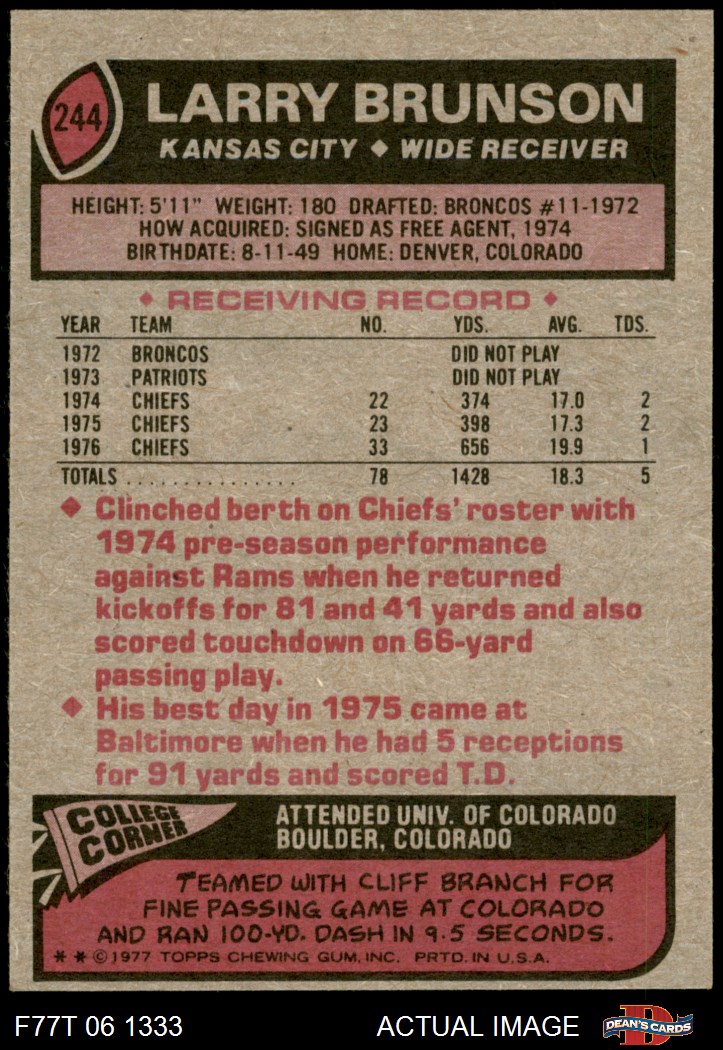 244
LARRY BRUNSON
KANSAS CITY ◆ WIDE RECEIVER
HEIGHT: 5'11" WEIGHT: 180 DRAFTED: BRONCOS #11-1972
HOW ACQUIRED: SIGNED AS FREE AGENT, 1974
BIRTHDATE: 8-11-49 HOME: DENVER, COLORADO
◆ RECEIVING RECORD ◆
YEAR TEAM NO. YDS. AVG. TDS.
1972 BRONCOS DID NOT PLAY
1973 PATRIOTS DID NOT PLAY
1974 CHIEFS 22 374 17.0 2
1975 CHIEFS 23 398 17.3 2
1976 CHIEFS 33 656 19.9 1
TOTALS . . . . . . . . . . . . . . . 78 1428 18.3 5
◆ Clinched berth on Chiefs' roster with
1974 pre-season performance
against Rams when he returned
kickoffs for 81 and 41 yards and also
scored touchdown on 66-yard
passing play.
◆ His best day in 1975 came at
Baltimore when he had 5 receptions
for 91 yards and scored T.D.
COLLEGE
CORNER
ATTENDED UNIV. OF COLORADO
BOULDER, COLORADO
TEAMED WITH CLIFF BRANCH FOR
FINE PASSING GAME AT COLORADO
AND RAN 100-YD. DASH IN 9.5 SECONDS.
* * © 1977 TOPPS CHEWING GUM, INC. PRTD. IN U.S.A.
F77T 06 1333 ACTUAL IMAGE
D
DEAN'S CARDS